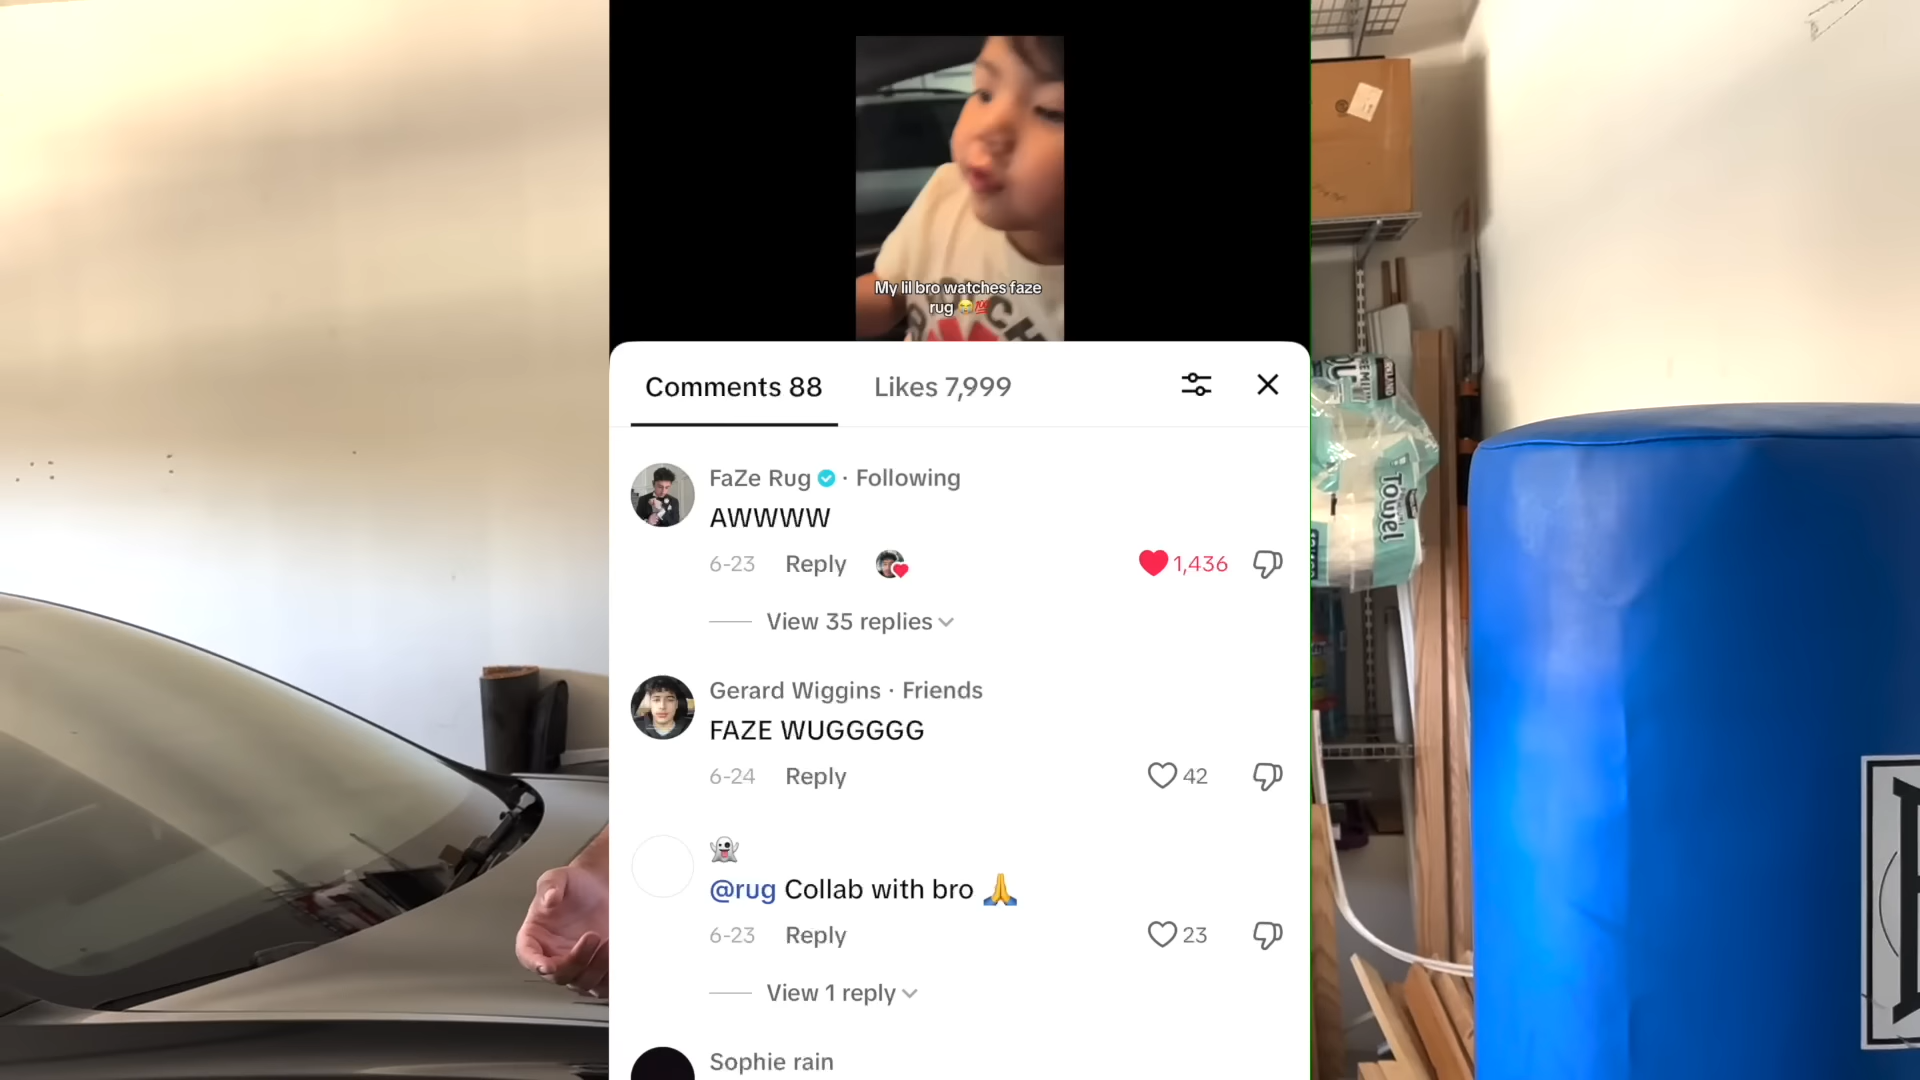 My lil bro watches faze
rug 😭💯
Comments 88
Likes 7,999
FaZe Rug · Following
AWWWW
6-23 Reply
1,436
View 35 replies
Gerard Wiggins · Friends
FAZE WUGGGGG
6-24 Reply
42
👻
@rug Collab with bro 🙏
6-23 Reply
23
View 1 reply
Sophie rain
Towel